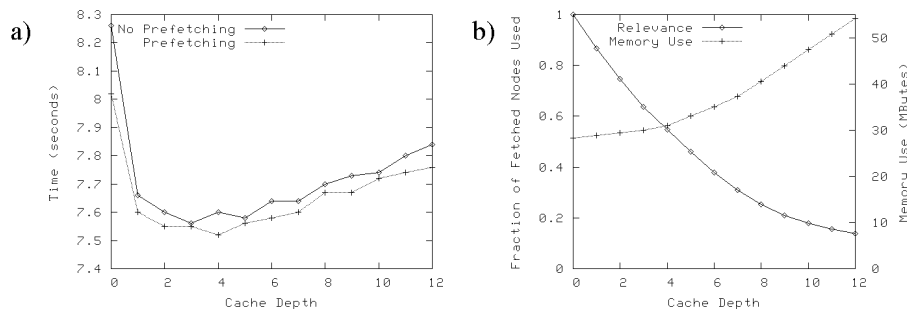 a)
8.3
8.2
8.1
8
7.9
7.8
7.7
7.6
7.5
7.4
Time (seconds)
No Prefetching
Prefetching
0 2 4 6 8 10 12
Cache Depth
b)
1
0.8
0.6
0.4
0.2
0
Fraction of Fetched Nodes Used
Relevance
Memory Use
50
40
30
20
10
0
Memory Use (MBytes)
0 2 4 6 8 10 12
Cache Depth